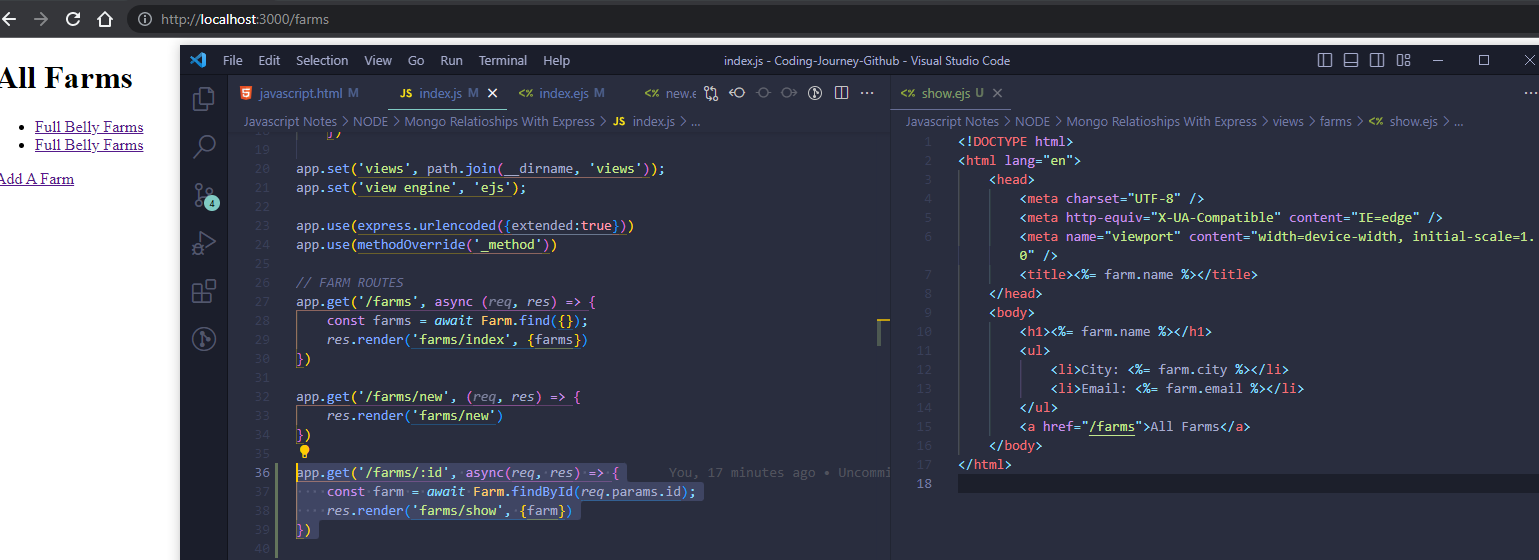 http://localhost:3000/farms
All Farms
Full Belly Farms
Full Belly Farms
Add A Farm
File Edit Selection View Go Run Terminal Help
index.js - Coding-Journey-Github - Visual Studio Code
javascript.html M
JS index.js M
<> index.ejs M
<> new.e
Javascript Notes > NODE > Mongo Relatioships With Express > JS index.js > ...
4
19
20 app.set('views', path.join(__dirname, 'views'));
21 app.set('view engine', 'ejs');
22
23 app.use(express.urlencoded({extended:true}))
24 app.use(methodOverride('_method'))
25
26 // FARM ROUTES
27 app.get('/farms', async (req, res) => {
28 const farms = await Farm.find({});
29 res.render('farms/index', {farms})
30 })
31
32 app.get('/farms/new', (req, res) => {
33 res.render('farms/new')
34 })
35
36 app.get('/farms/:id', async(req, res) => { You, 17 minutes ago • Uncommi
37 const farm = await Farm.findById(req.params.id);
38 res.render('farms/show', {farm})
39 })
40
<> show.ejs U
Javascript Notes > NODE > Mongo Relatioships With Express > views > farms > <> show.ejs > ...
1 <!DOCTYPE html>
2 <html lang="en">
3 <head>
4 <meta charset="UTF-8" />
5 <meta http-equiv="X-UA-Compatible" content="IE=edge" />
6 <meta name="viewport" content="width=device-width, initial-scale=1.
0" />
7 <title><%= farm.name %></title>
8 </head>
9 <body>
10 <h1><%= farm.name %></h1>
11 <ul>
12 <li>City: <%= farm.city %></li>
13 <li>Email: <%= farm.email %></li>
14 </ul>
15 <a href="/farms">All Farms</a>
16 </body>
17 </html>
18